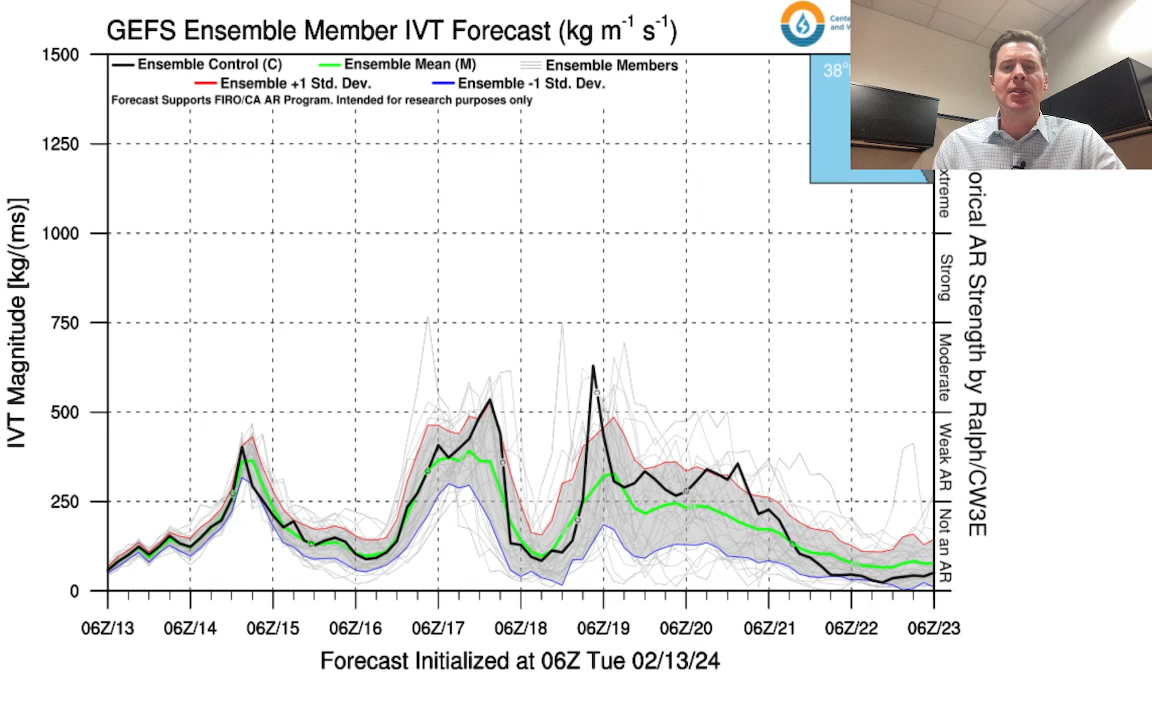 GEFS Ensemble Member IVT Forecast (kg m⁻¹ s⁻¹)
Cente
and V
38°
1500
Ensemble Control (C)
Ensemble Mean (M)
Ensemble Members
Ensemble +1 Std. Dev.
Ensemble -1 Std. Dev.
Forecast Supports FIRO/CA AR Program. Intended for research purposes only
1250
1000
750
500
250
0
IVT Magnitude [kg/(ms)]
xtreme
Strong
Moderate
Weak AR
Not an AR
orical AR Strength by Ralph/CW3E
06Z/13 06Z/14 06Z/15 06Z/16 06Z/17 06Z/18 06Z/19 06Z/20 06Z/21 06Z/22 06Z/23
Forecast Initialized at 06Z Tue 02/13/24